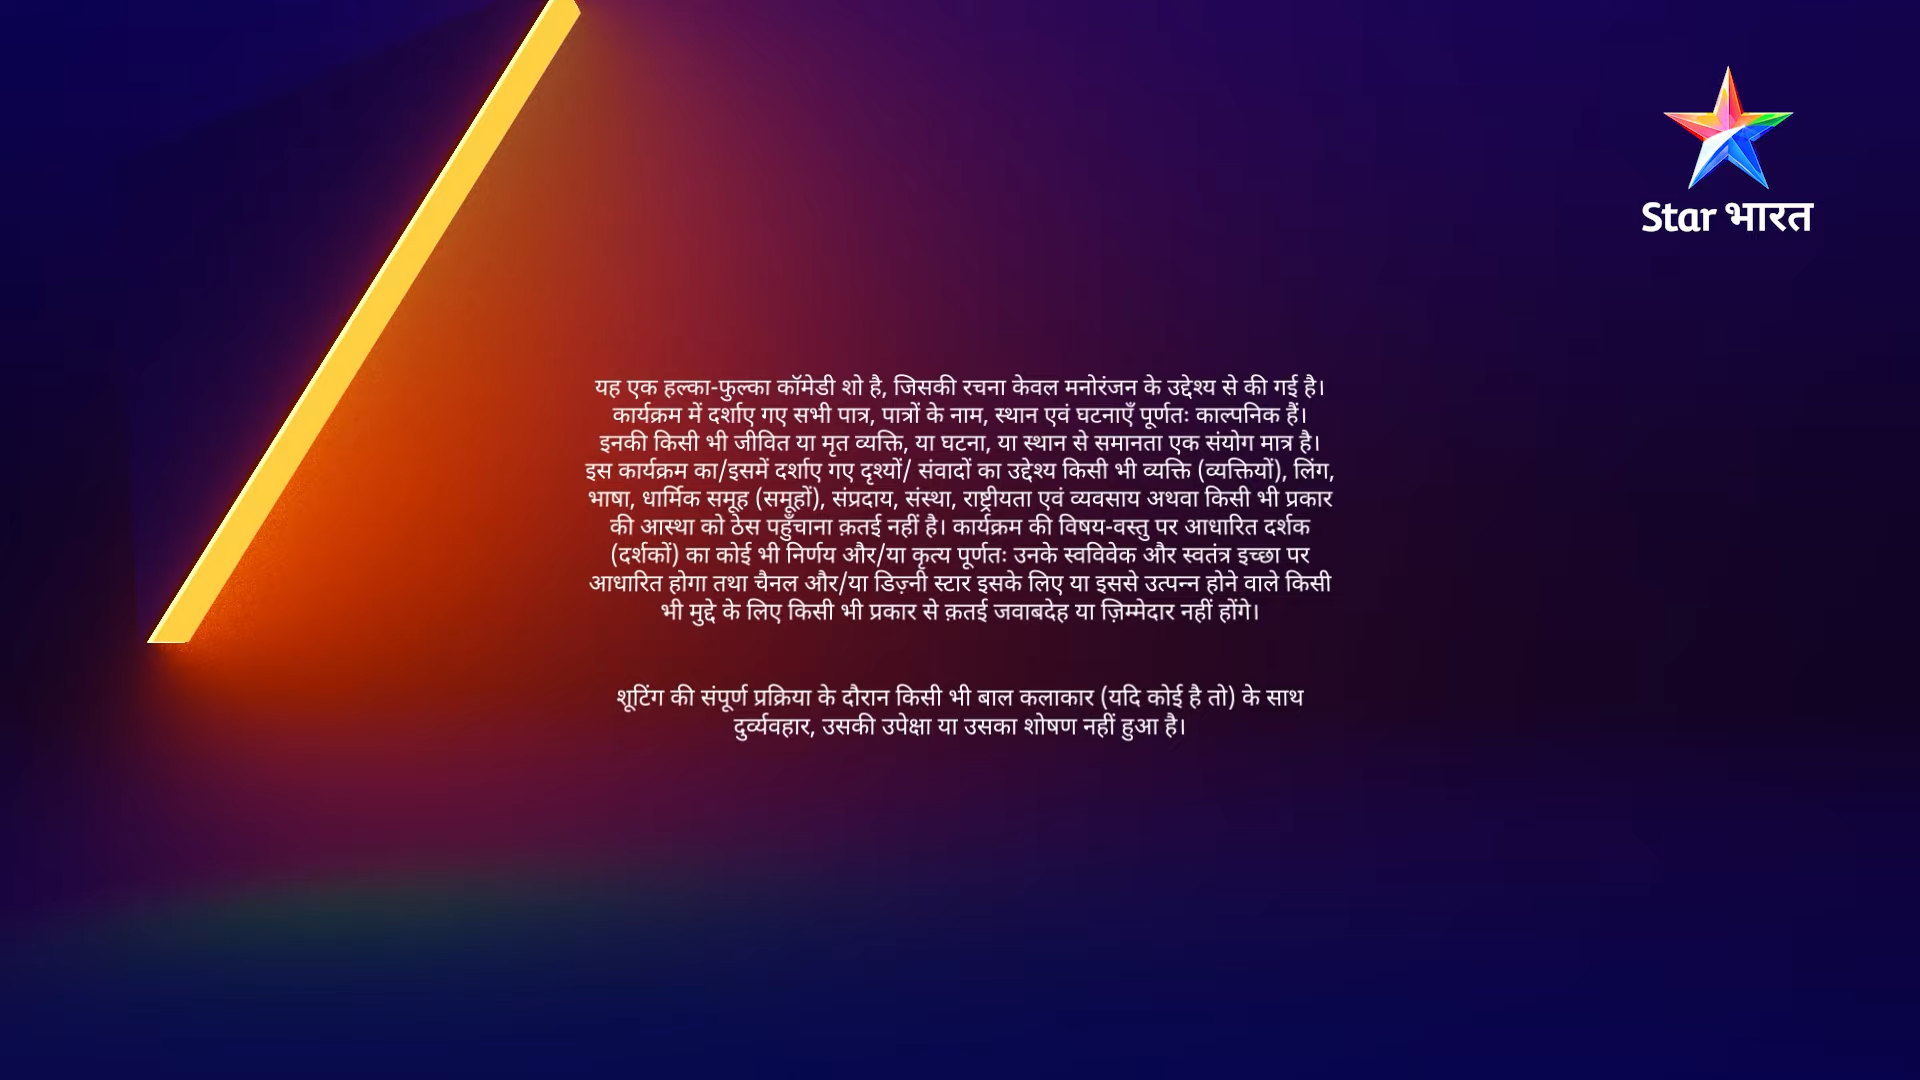 Star भारत
यह एक हल्का-फुल्का कॉमेडी शो है, जिसकी रचना केवल मनोरंजन के उद्देश्य से की गई है।
कार्यक्रम में दर्शाए गए सभी पात्र, पात्रों के नाम, स्थान एवं घटनाएँ पूर्णतः काल्पनिक हैं।
इनकी किसी भी जीवित या मृत व्यक्ति, या घटना, या स्थान से समानता एक संयोग मात्र है।
इस कार्यक्रम का/इसमें दर्शाए गए दृश्यों/ संवादों का उद्देश्य किसी भी व्यक्ति (व्यक्तियों), लिंग,
भाषा, धार्मिक समूह (समूहों), संप्रदाय, संस्था, राष्ट्रीयता एवं व्यवसाय अथवा किसी भी प्रकार
की आस्था को ठेस पहुँचाना क़तई नहीं है। कार्यक्रम की विषय-वस्तु पर आधारित दर्शक
(दर्शकों) का कोई भी निर्णय और/या कृत्य पूर्णतः उनके स्वविवेक और स्वतंत्र इच्छा पर
आधारित होगा तथा चैनल और/या डिज़्नी स्टार इसके लिए या इससे उत्पन्न होने वाले किसी
भी मुद्दे के लिए किसी भी प्रकार से क़तई जवाबदेह या ज़िम्मेदार नहीं होंगे।
शूटिंग की संपूर्ण प्रक्रिया के दौरान किसी भी बाल कलाकार (यदि कोई है तो) के साथ
दुर्व्यवहार, उसकी उपेक्षा या उसका शोषण नहीं हुआ है।